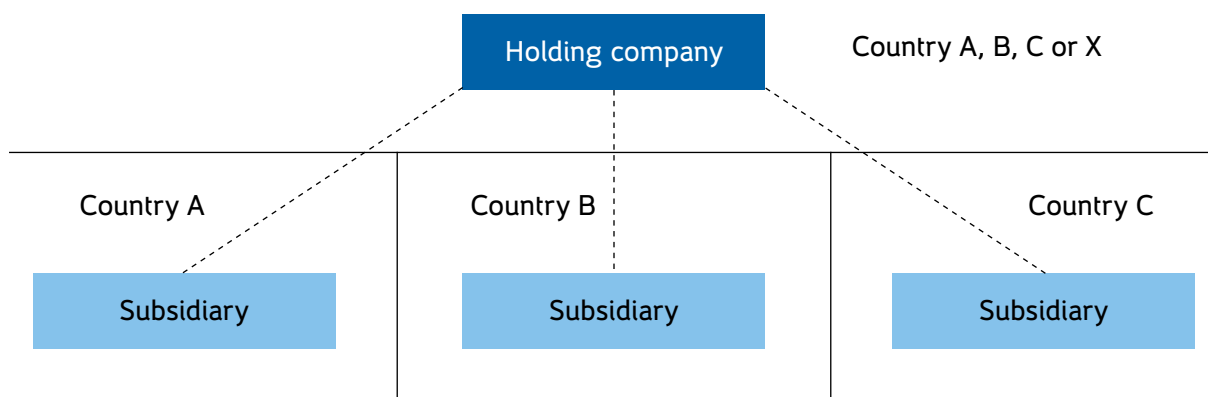 Holding company
Country A, B, C or X
Country A
Country B
Country C
Subsidiary
Subsidiary
Subsidiary